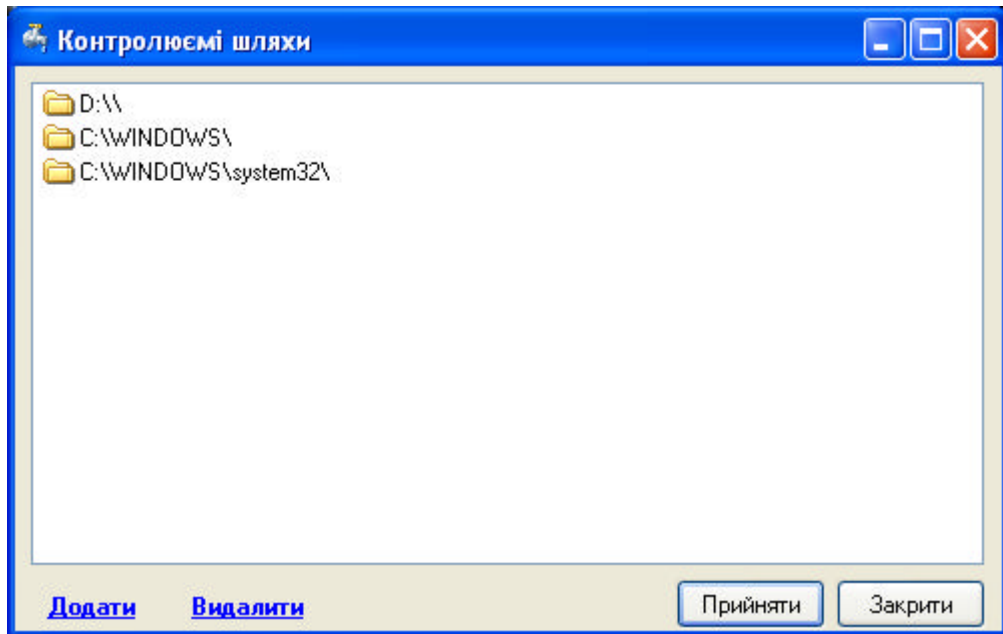 Контролюємі шляхи
D:\\
C:\WINDOWS\
C:\WINDOWS\system32\
Додати Видалити Прийняти Закрити